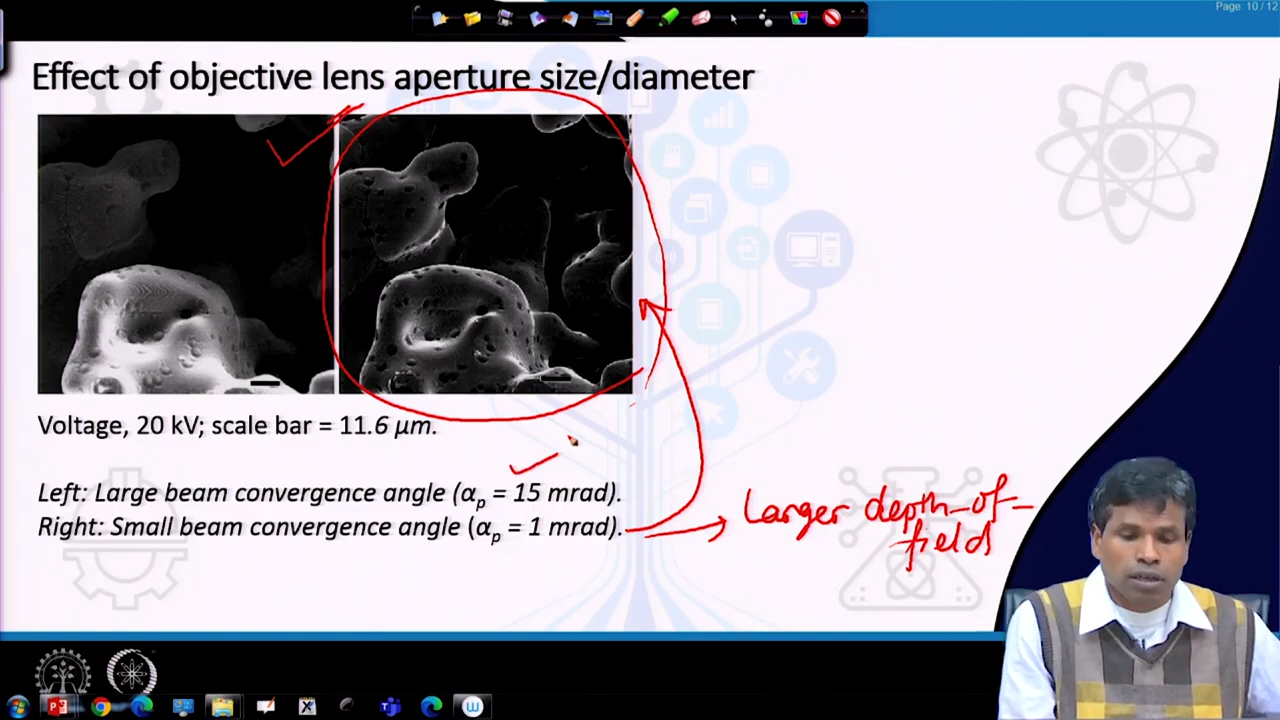 Page: 10 / 12
Effect of objective lens aperture size/diameter
Voltage, 20 kV; scale bar = 11.6 µm.
Left: Large beam convergence angle (αp = 15 mrad).
Right: Small beam convergence angle (αp = 1 mrad).
Larger depth-of-
field